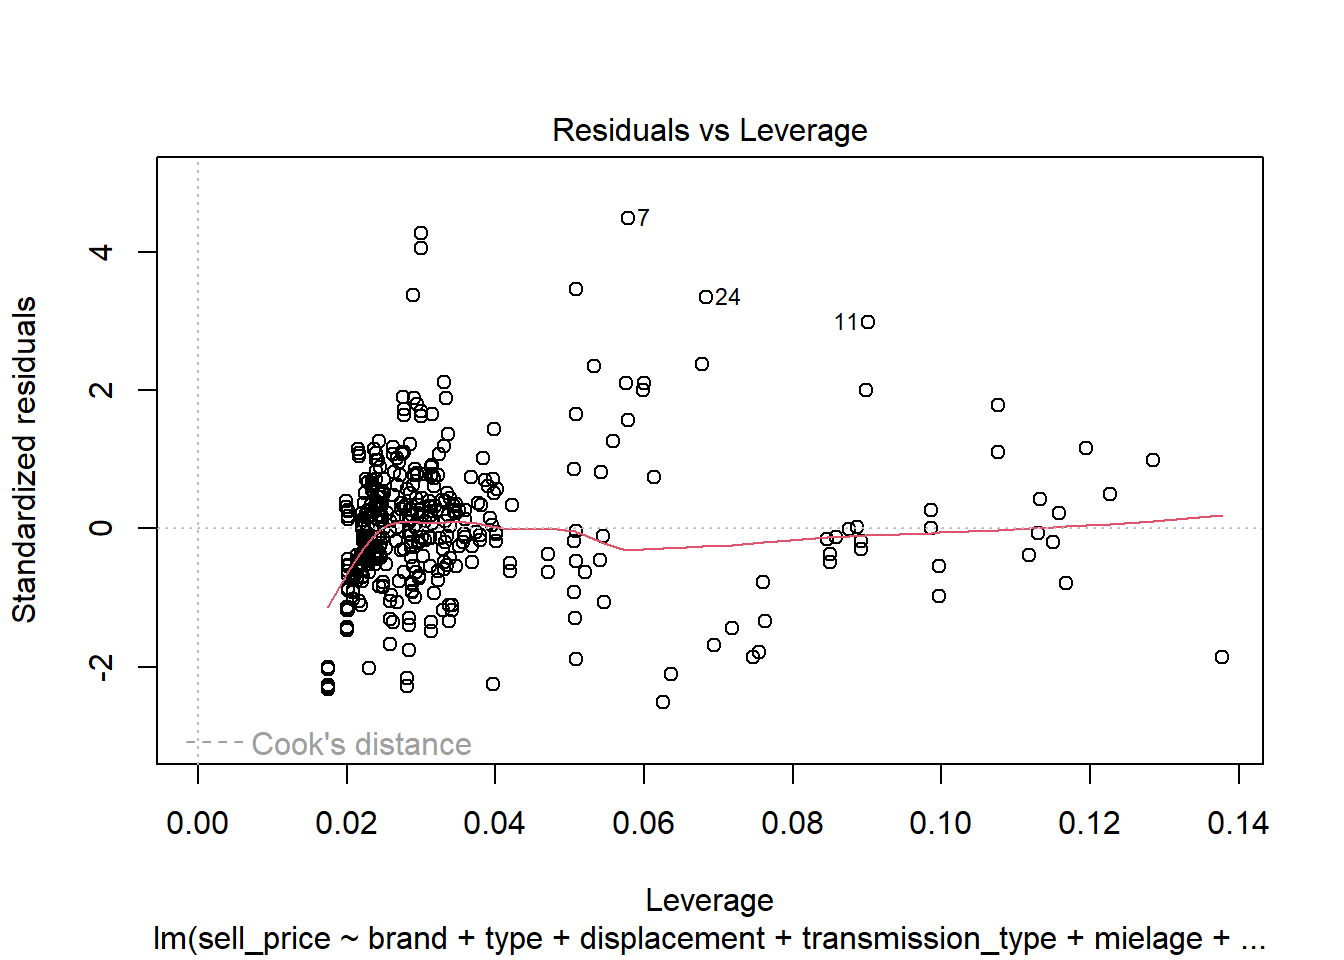 Residuals vs Leverage
Standardized residuals
4
2
0
-2
7
24
11
Cook's distance
0.00 0.02 0.04 0.06 0.08 0.10 0.12 0.14
Leverage
lm(sell_price ~ brand + type + displacement + transmission_type + mielage + ...